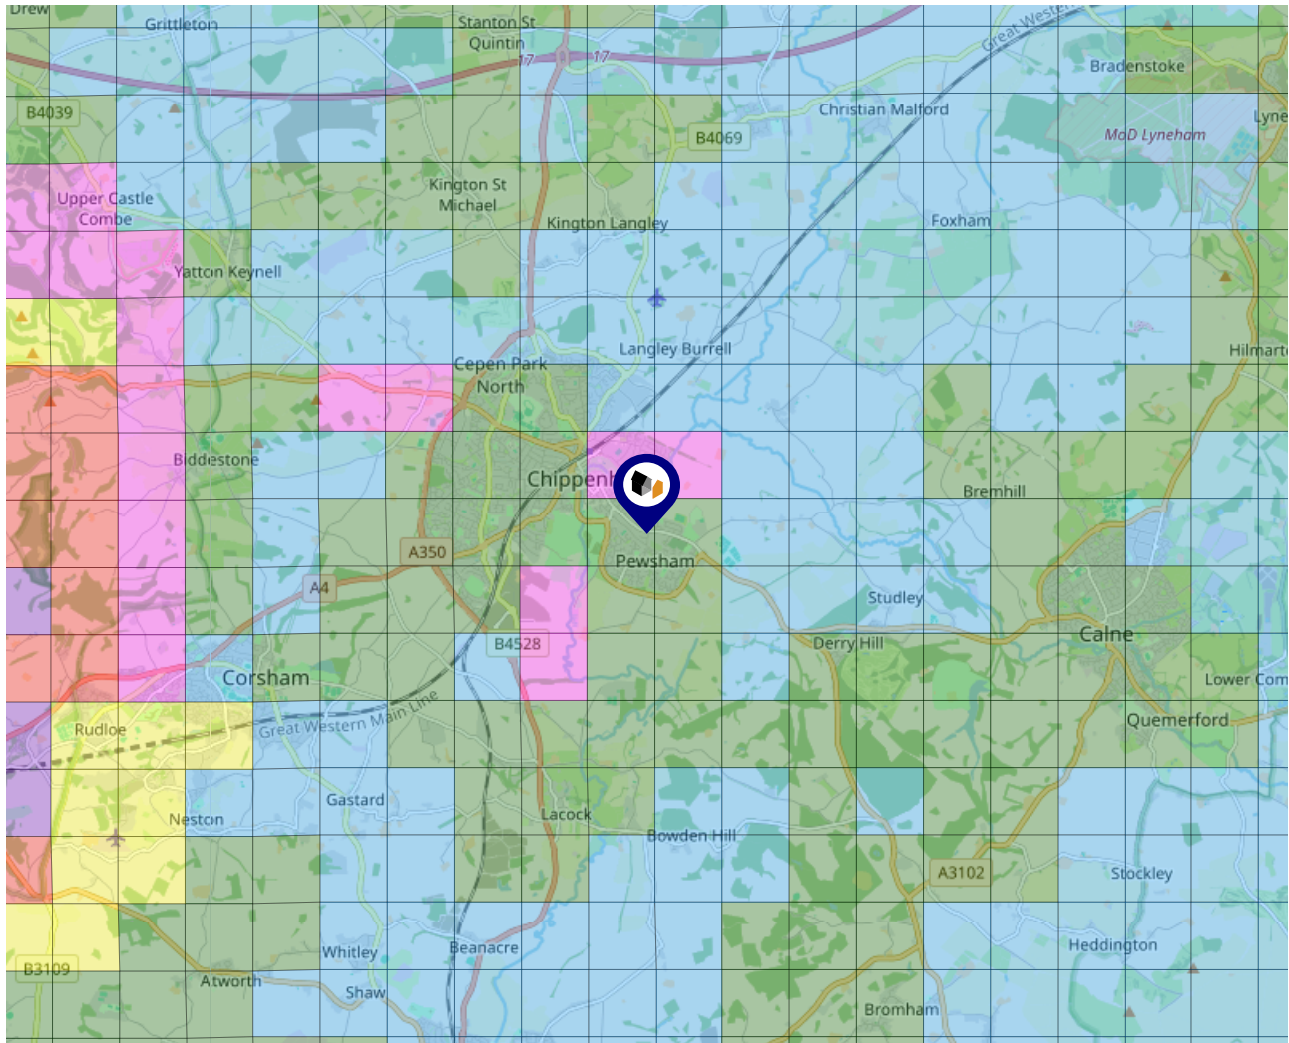 Drew
Grittleton
Stanton St
Quintin
Great Western
17
17
Bradenstoke
B4039
Christian Malford
B4069
MoD Lyneham
Lyne
Upper Castle
Combe
Kington St
Michael
Kington Langley
Foxham
Yatton Keynell
Langley Burrell
Hilmarto
Cepen Park
North
Biddestone
Chippenh
Bremhill
A350
Pewsham
A4
Studley
B4528
Derry Hill
Calne
Corsham
Lower Com
Great Western Main Line
Rudloe
Quemerford
Gastard
Neston
Lacock
Bowden Hill
A3102
Stockley
Whitley
Beanacre
Heddington
B3109
Atworth
Shaw
Bromham